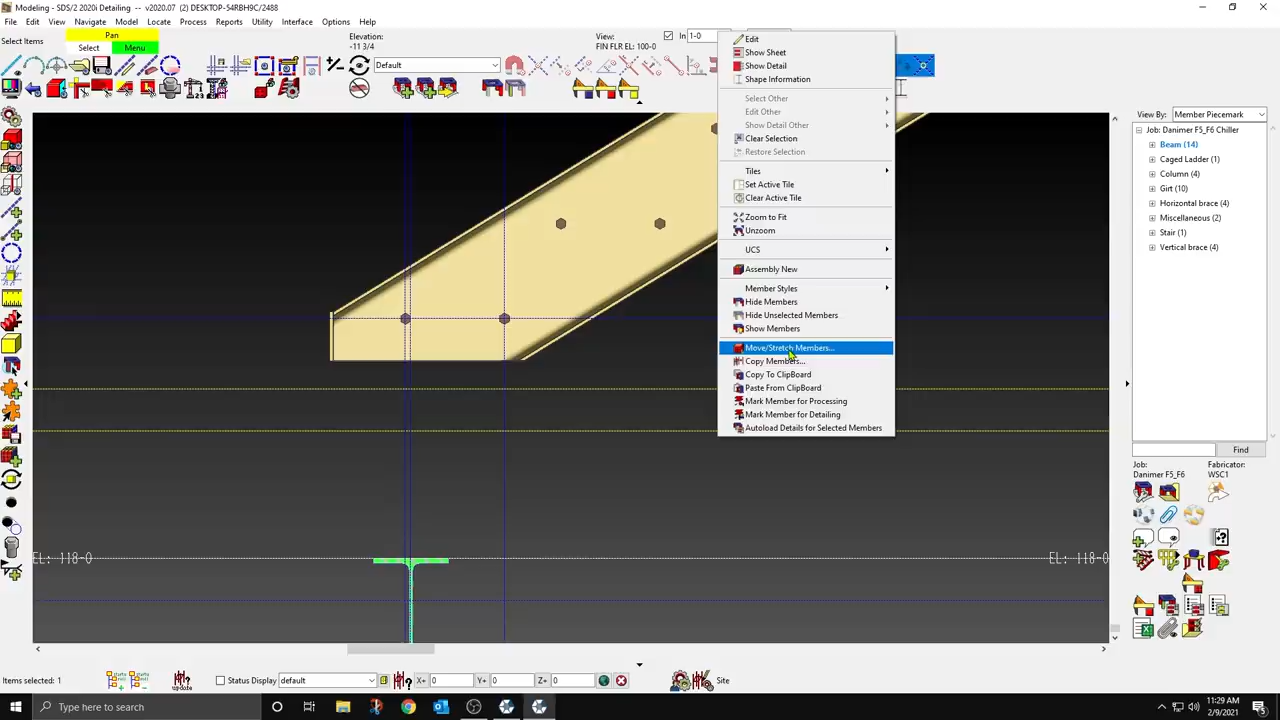 Modeling - SDS/2 2020i Detailing -- v2020.07 (2) DESKTOP-S4RBH9C/2488
File Edit View Navigate Model Locate Process Reports Utility Interface Options Help
Select Items
Pan
Select Menu
Elevation:
-11 3/4
View:
FIN FLR EL: 100-0
In 1-0
Default
Edit
Show Sheet
Show Detail
Shape Information
Select Other
Edit Other
Show Detail Other
Clear Selection
Restore Selection
Tiles
Set Active Tile
Clear Active Tile
Zoom to Fit
Unzoom
UCS
Assembly New
Member Styles
Hide Members
Hide Unselected Members
Show Members
Move/Stretch Members...
Copy Members...
Copy To ClipBoard
Paste From ClipBoard
Mark Member for Processing
Mark Member for Detailing
Autoload Details for Selected Members
EL: 118-0
EL: 118-0
View By: Member Piecemark
Job: Danimer F5_F6 Chiller
Beam (14)
Caged Ladder (1)
Column (4)
Girt (10)
Horizontal brace (4)
Miscellaneous (2)
Stair (1)
Vertical brace (4)
Find
Job: Fabricator:
Danimer F5_F6 WSC1
Items selected: 1
update
Status Display default
X+ 0 Y+ 0 Z+ 0
Site
Type here to search
11:29 AM
2/9/2021